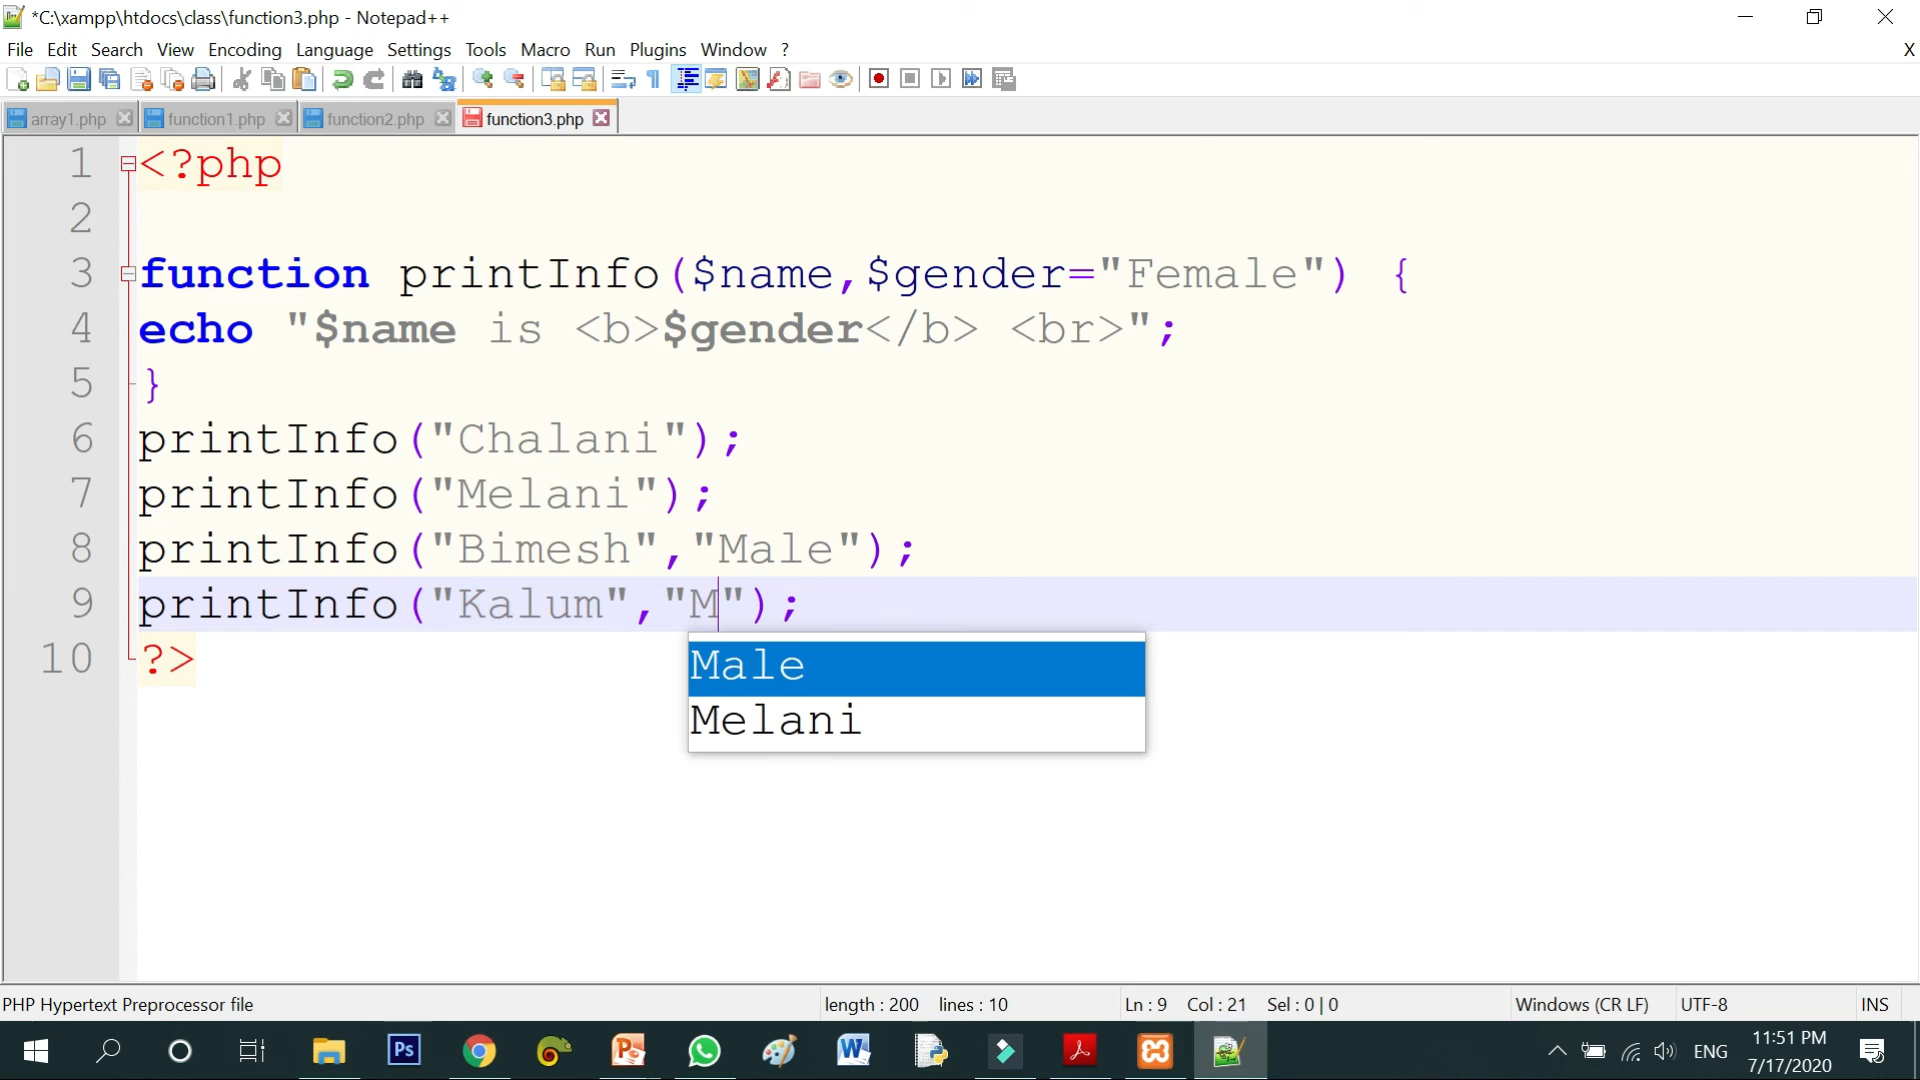 *C:\xampp\htdocs\class\function3.php - Notepad++
File Edit Search View Encoding Language Settings Tools Macro Run Plugins Window ? X
array1.php function1.php function2.php function3.php
1 <?php
2
3 function printInfo($name,$gender="Female") {
4 echo "$name is <b>$gender</b> <br>";
5 }
6 printInfo("Chalani");
7 printInfo("Melani");
8 printInfo("Bimesh","Male");
9 printInfo("Kalum","M");
10 ?>
Male
Melani
PHP Hypertext Preprocessor file length : 200 lines : 10 Ln : 9 Col : 21 Sel : 0 | 0 Windows (CR LF) UTF-8 INS
Ps ENG 11:51 PM
7/17/2020